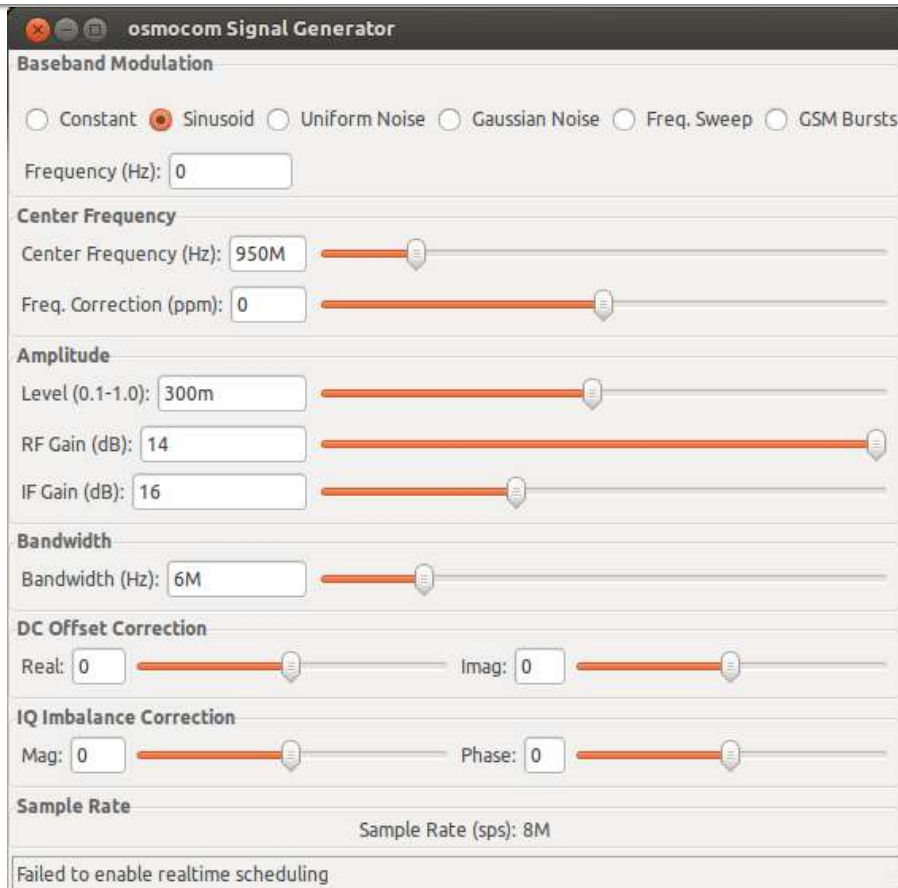 osmocom Signal Generator
Baseband Modulation
Constant Sinusoid Uniform Noise Gaussian Noise Freq. Sweep GSM Bursts
Frequency (Hz): 0
Center Frequency
Center Frequency (Hz): 950M
Freq. Correction (ppm): 0
Amplitude
Level (0.1-1.0): 300m
RF Gain (dB): 14
IF Gain (dB): 16
Bandwidth
Bandwidth (Hz): 6M
DC Offset Correction
Real: 0 Imag: 0
IQ Imbalance Correction
Mag: 0 Phase: 0
Sample Rate
Sample Rate (sps): 8M
Failed to enable realtime scheduling